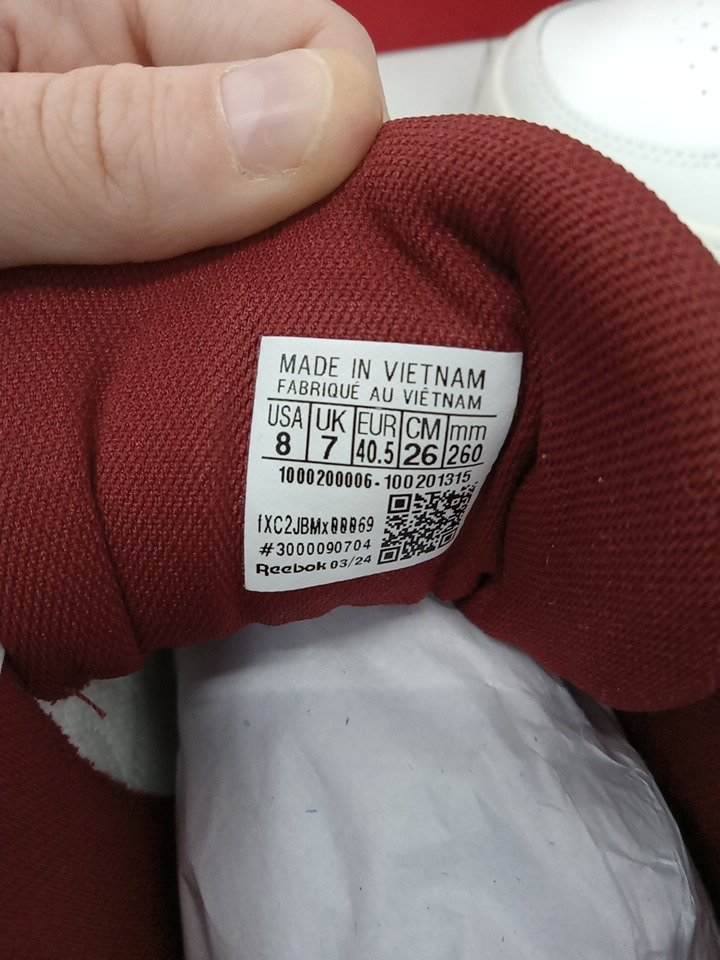 MADE IN VIETNAM
FABRIQUÉ AU VIÊTNAM
USA UK EUR CM mm
8 7 40.5 26 260
1000200006-100201315
#3000090704
Reebok 03/24